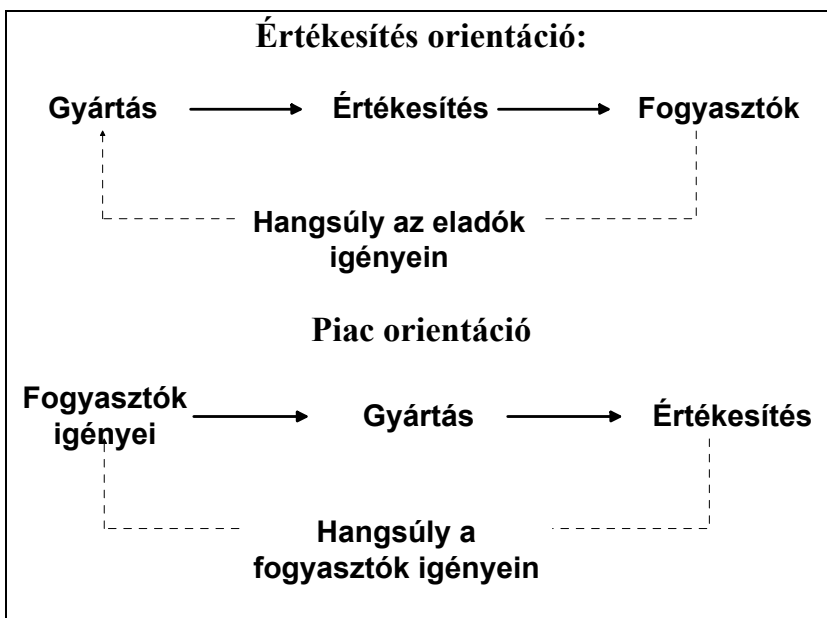 Értékesítés orientáció:
Gyártás Értékesítés Fogyasztók
Hangsúly az eladók
igényein
Piac orientáció
Fogyasztók
igényei
Gyártás Értékesítés
Hangsúly a
fogyasztók igényein